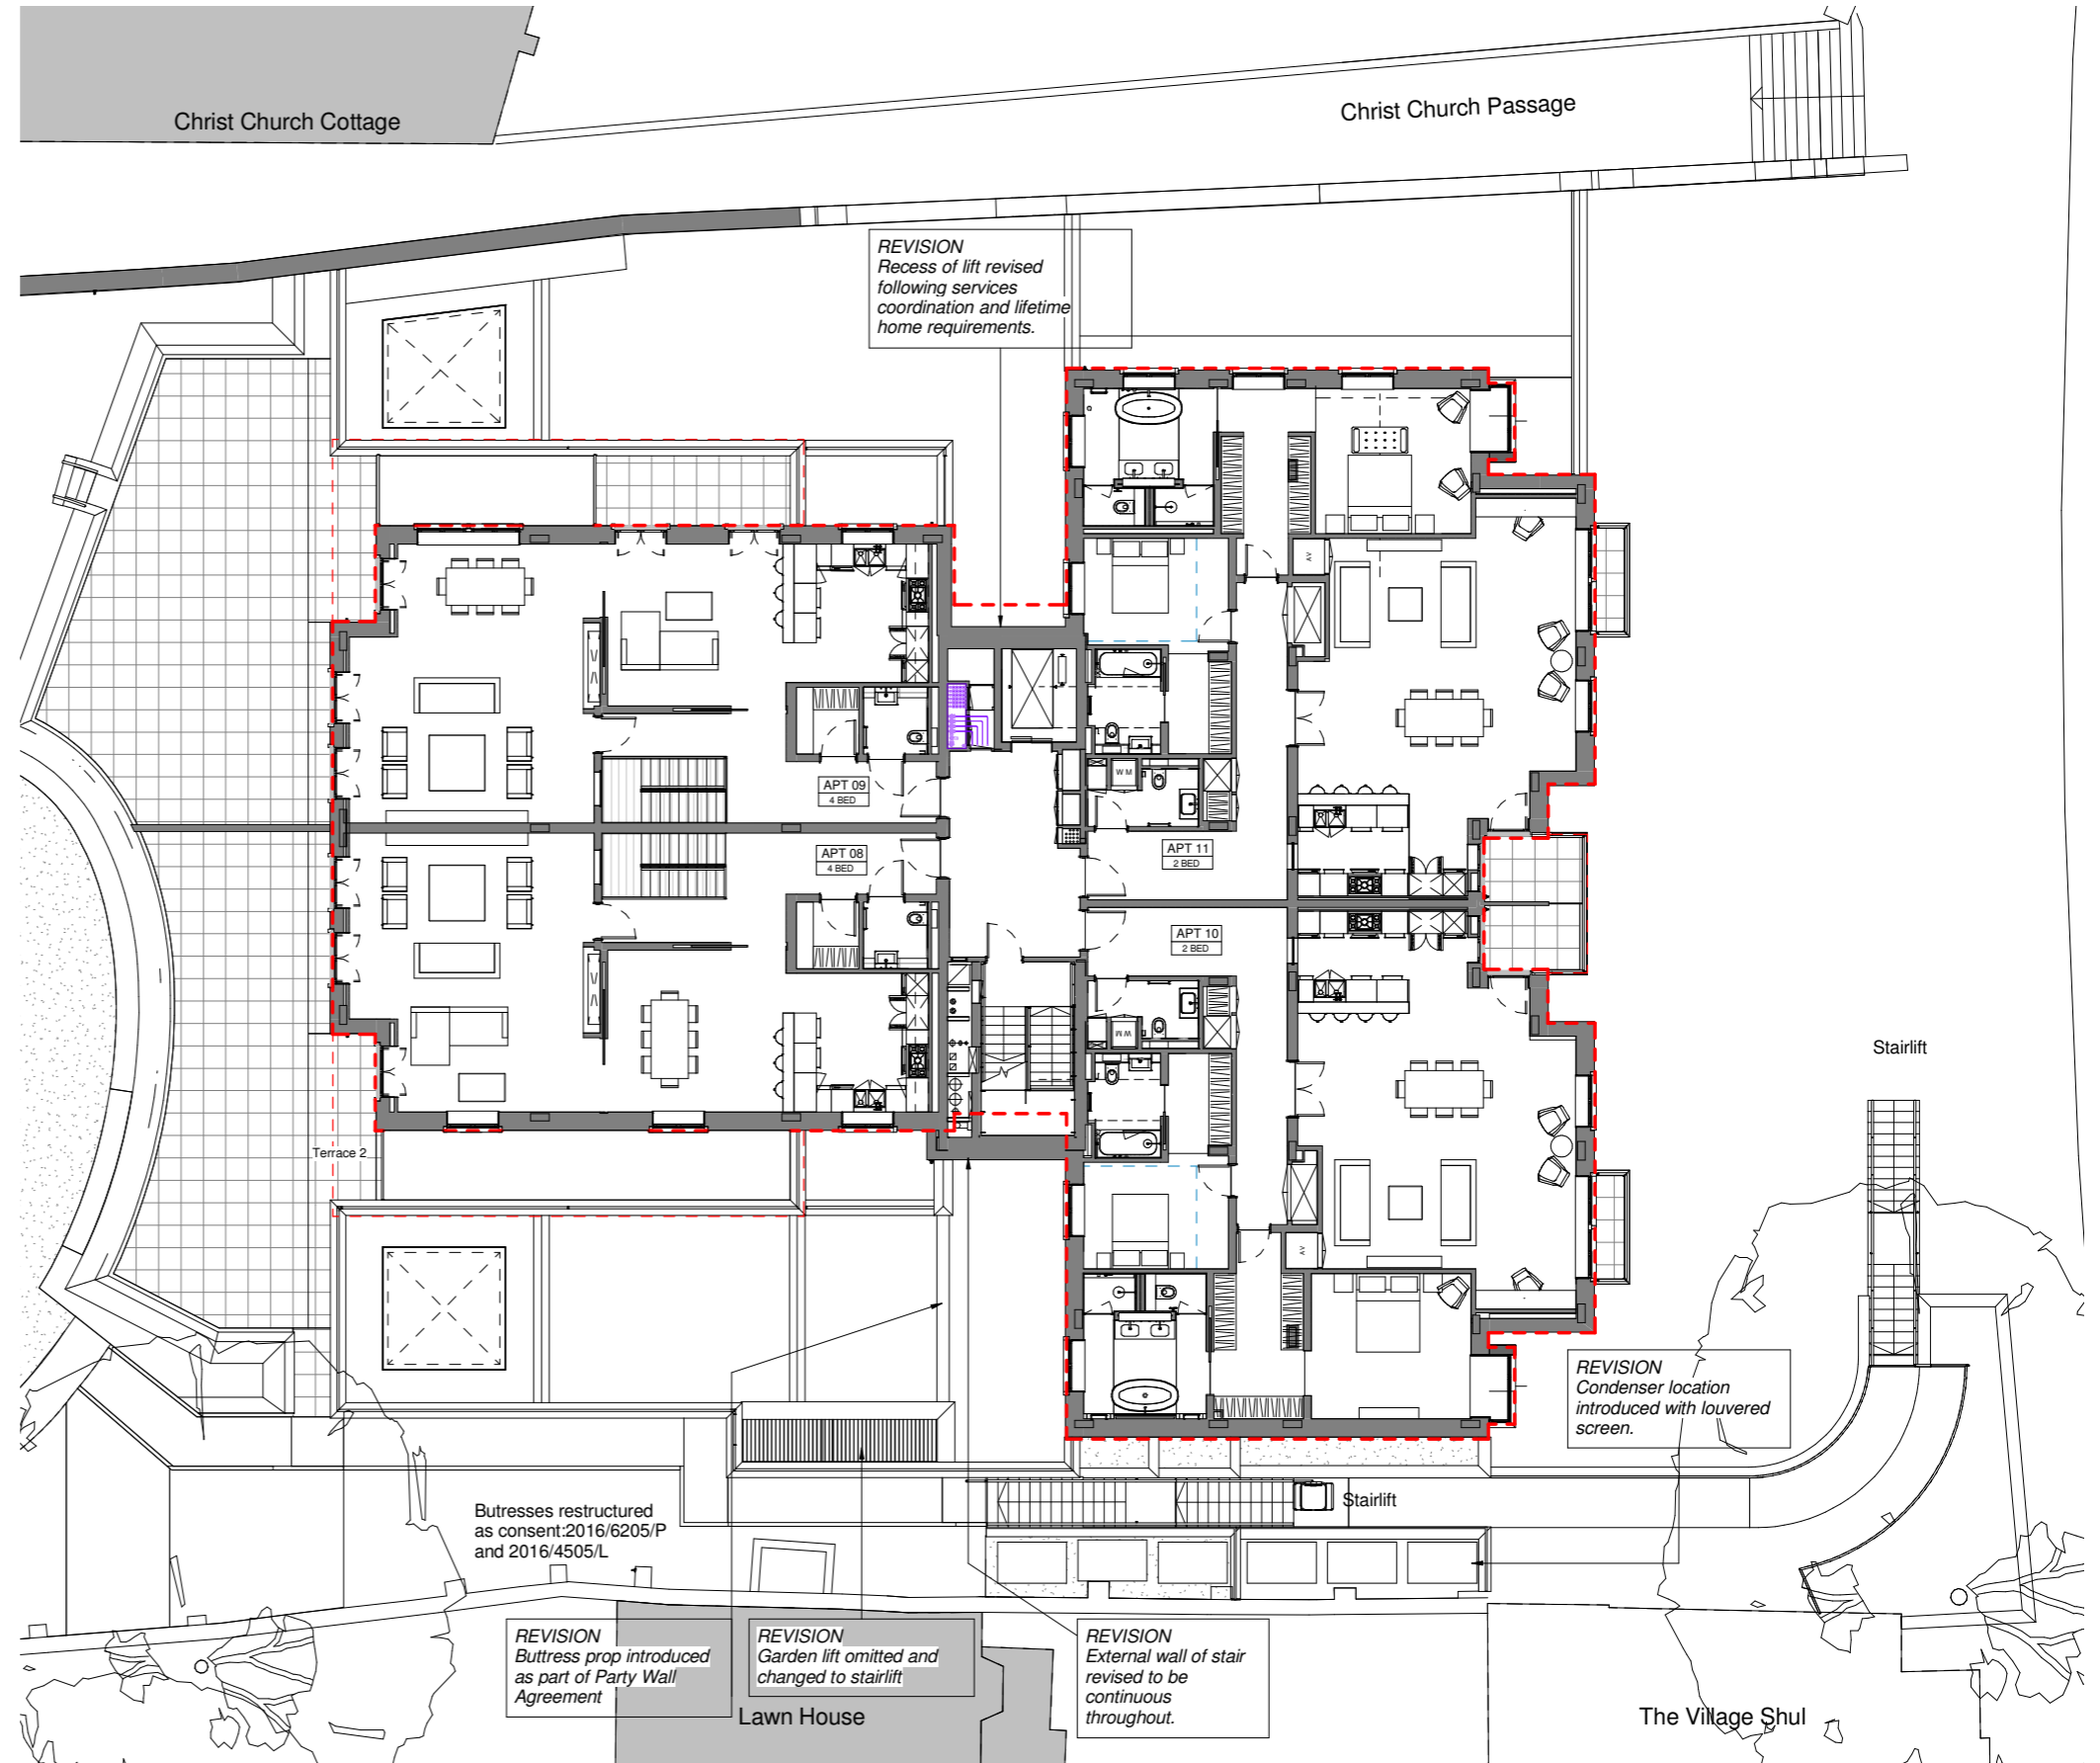 Christ Church Cottage
Christ Church Passage
REVISION
Recess of lift revised
following services
coordination and lifetime
home requirements.
AV
WM
APT 09
4 BED
APT 08
4 BED
APT 11
2 BED
APT 10
2 BED
WM
Stairlift
Terrace 2
AV
REVISION
Condenser location
introduced with louvered
screen.
Stairlift
Butresses restructured
as consent:2016/6205/P
and 2016/4505/L
REVISION
Buttress prop introduced
as part of Party Wall
Agreement
REVISION
Garden lift omitted and
changed to stairlift
REVISION
External wall of stair
revised to be
continuous
throughout.
Lawn House
The Village Shul